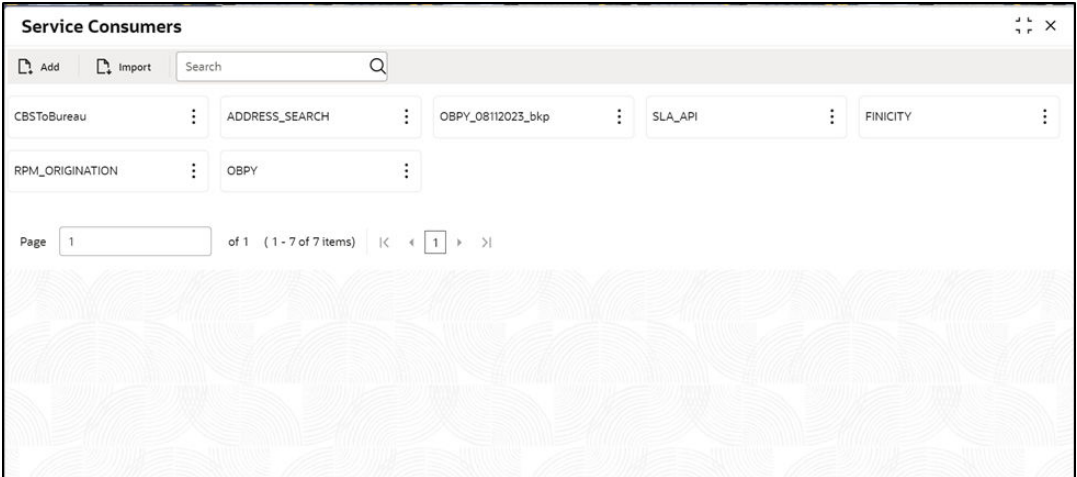 Service Consumers
Add Import Search
CBSToBureau ADDRESS_SEARCH OBPY_08112023_bkp SLA_API FINICITY
RPM_ORIGINATION OBPY
Page 1 of 1 (1 - 7 of 7 items) 1